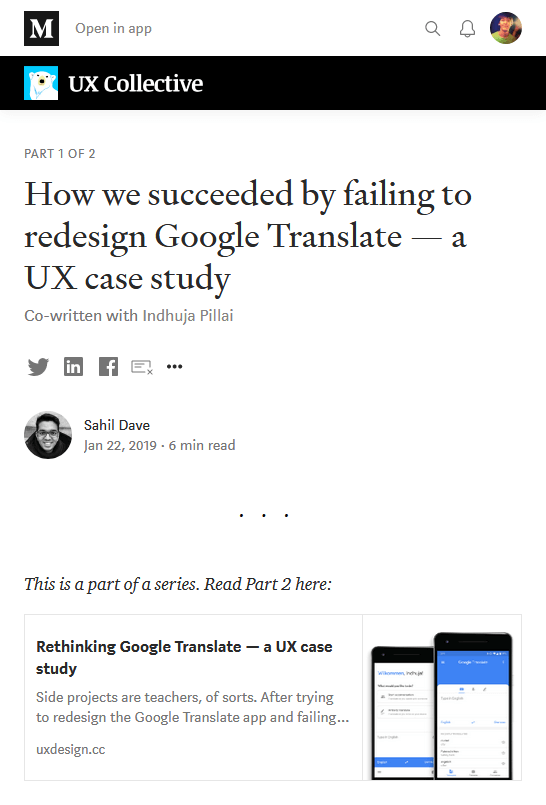 M Open in app
UX Collective
PART 1 OF 2
How we succeeded by failing to
redesign Google Translate — a
UX case study
Co-written with Indhuja Pillai
Sahil Dave
Jan 22, 2019 · 6 min read
. . .
This is a part of a series. Read Part 2 here:
Rethinking Google Translate — a UX case
study
Side projects are teachers, of sorts. After trying
to redesign the Google Translate app and failing…
uxdesign.cc
Willkommen, Indhuja!
Google Translate